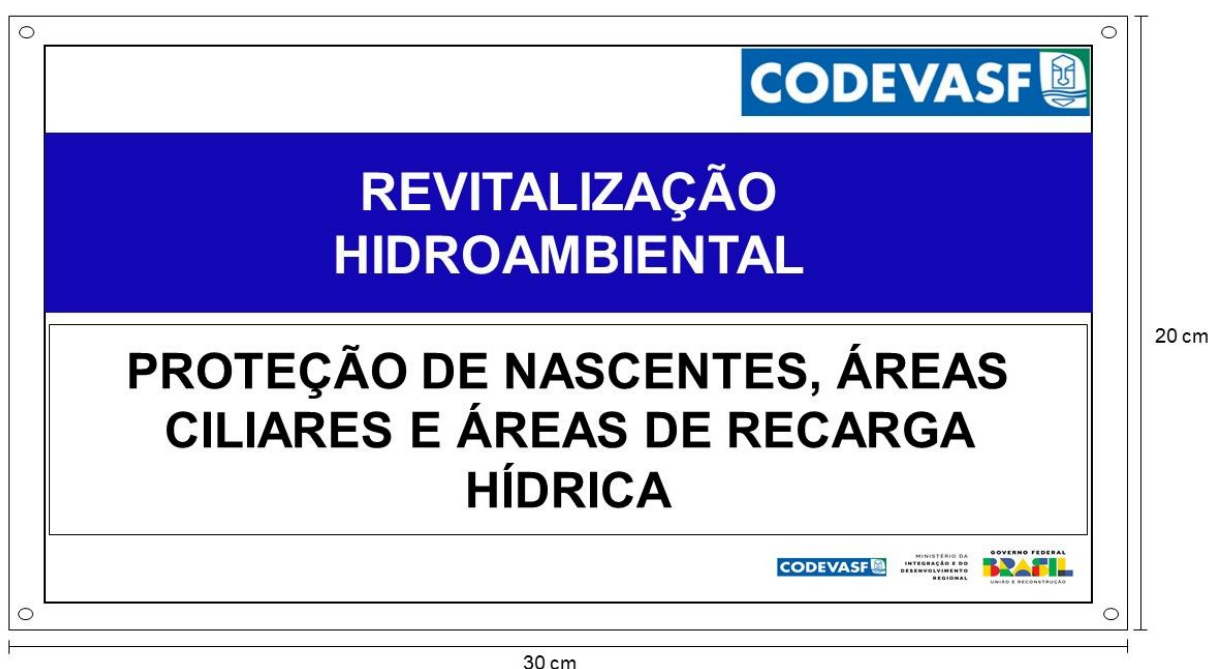 CODEVASF
REVITALIZAÇÃO
HIDROAMBIENTAL
PROTEÇÃO DE NASCENTES, ÁREAS
CILIARES E ÁREAS DE RECARGA
HÍDRICA
20 cm
CODEVASF
MINISTÉRIO DA
INTEGRAÇÃO E DO
DESENVOLVIMENTO
REGIONAL
GOVERNO FEDERAL
BRASIL
UNIÃO E RECONSTRUÇÃO
30 cm